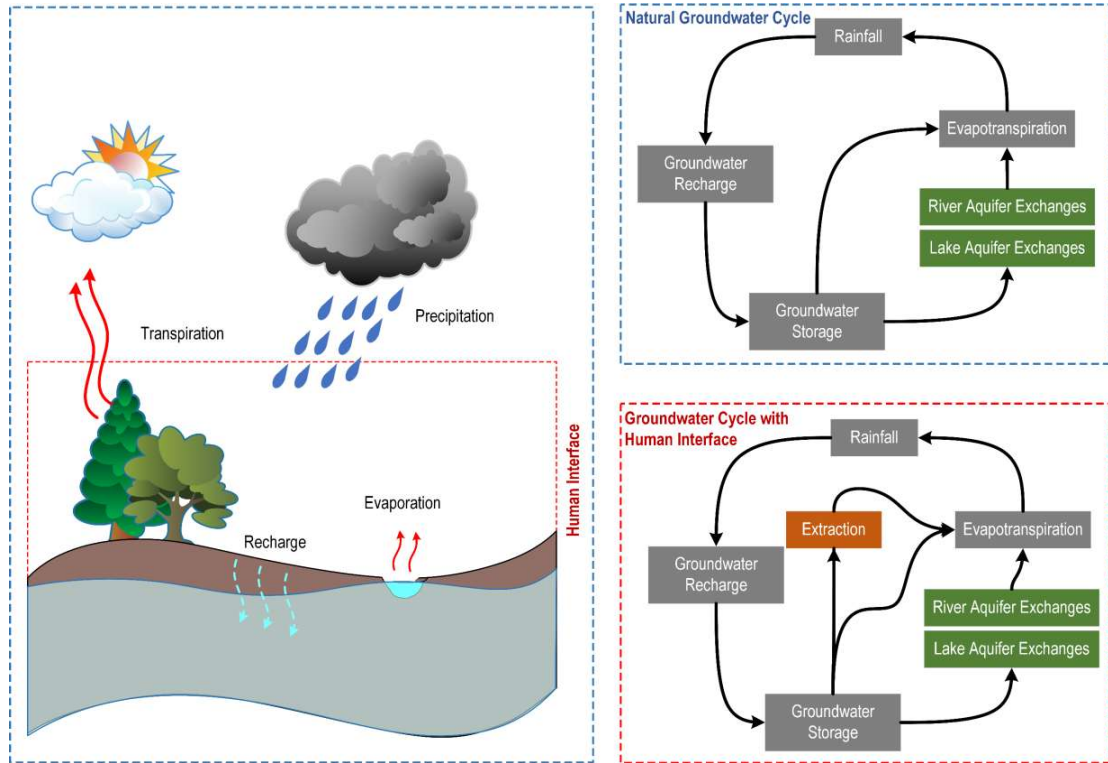 Transpiration
Precipitation
Evaporation
Recharge
Human Interface
Natural Groundwater Cycle
Rainfall
Evapotranspiration
Groundwater
Recharge
River Aquifer Exchanges
Lake Aquifer Exchanges
Groundwater
Storage
Groundwater Cycle with
Human Interface
Rainfall
Extraction
Evapotranspiration
Groundwater
Recharge
River Aquifer Exchanges
Lake Aquifer Exchanges
Groundwater
Storage